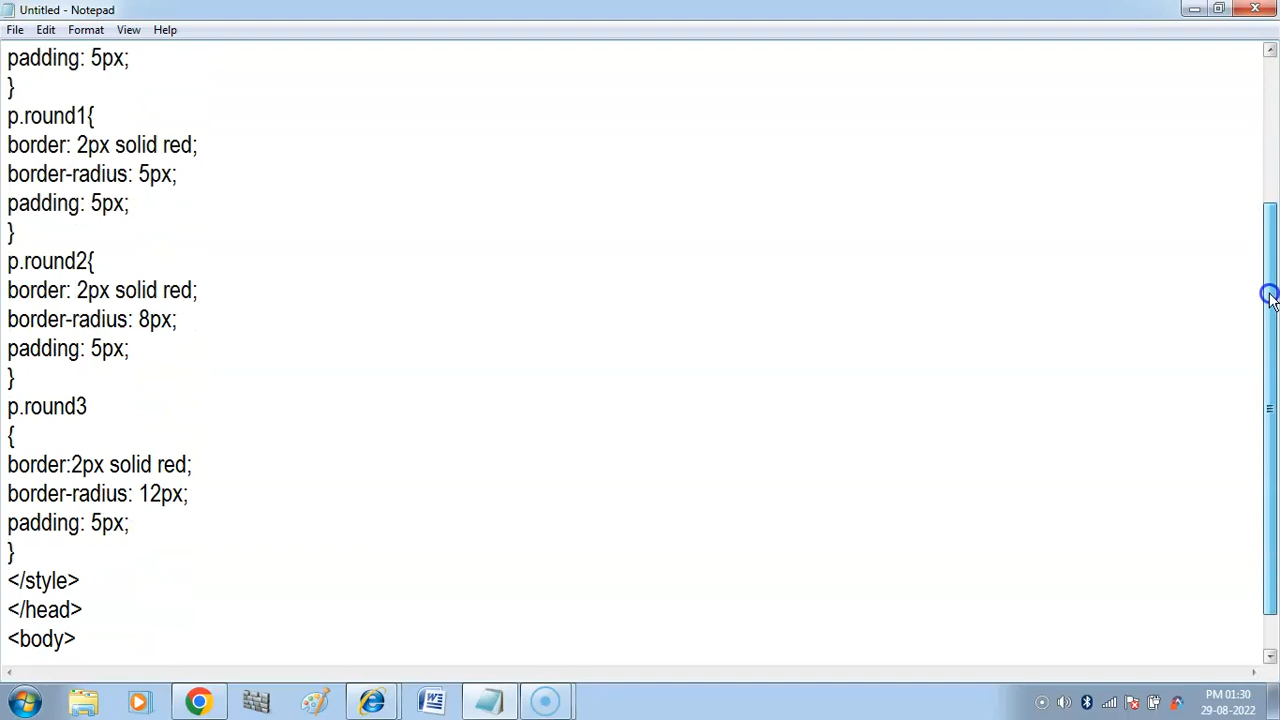 Untitled - Notepad
File Edit Format View Help
padding: 5px;
}
p.round1{
border: 2px solid red;
border-radius: 5px;
padding: 5px;
}
p.round2{
border: 2px solid red;
border-radius: 8px;
padding: 5px;
}
p.round3
{
border:2px solid red;
border-radius: 12px;
padding: 5px;
}
</style>
</head>
<body>
PM 01:30
29-08-2022